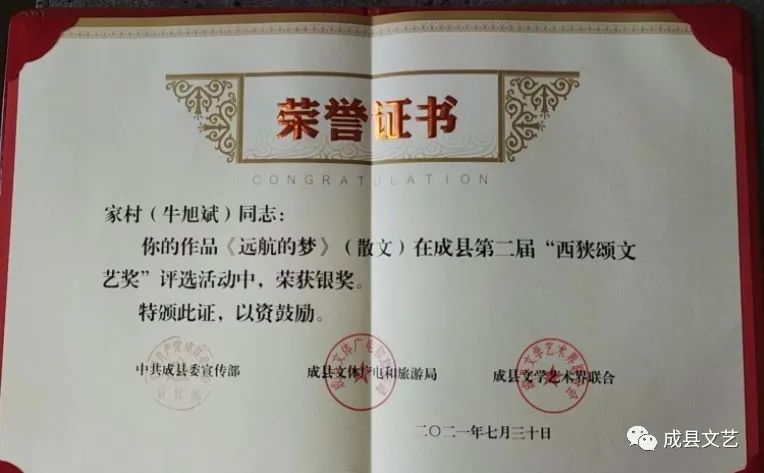 荣誉证书
CONGRATULATION
家村（牛旭斌）同志：
你的作品《远航的梦》（散文）在成县第二届“西狭颂文
艺奖”评选活动中，荣获银奖。
特颁此证，以资鼓励。
中共成县委宣传部 成县文体广电和旅游局 成县文学艺术界联合
二〇二一年七月三十日
成县文艺